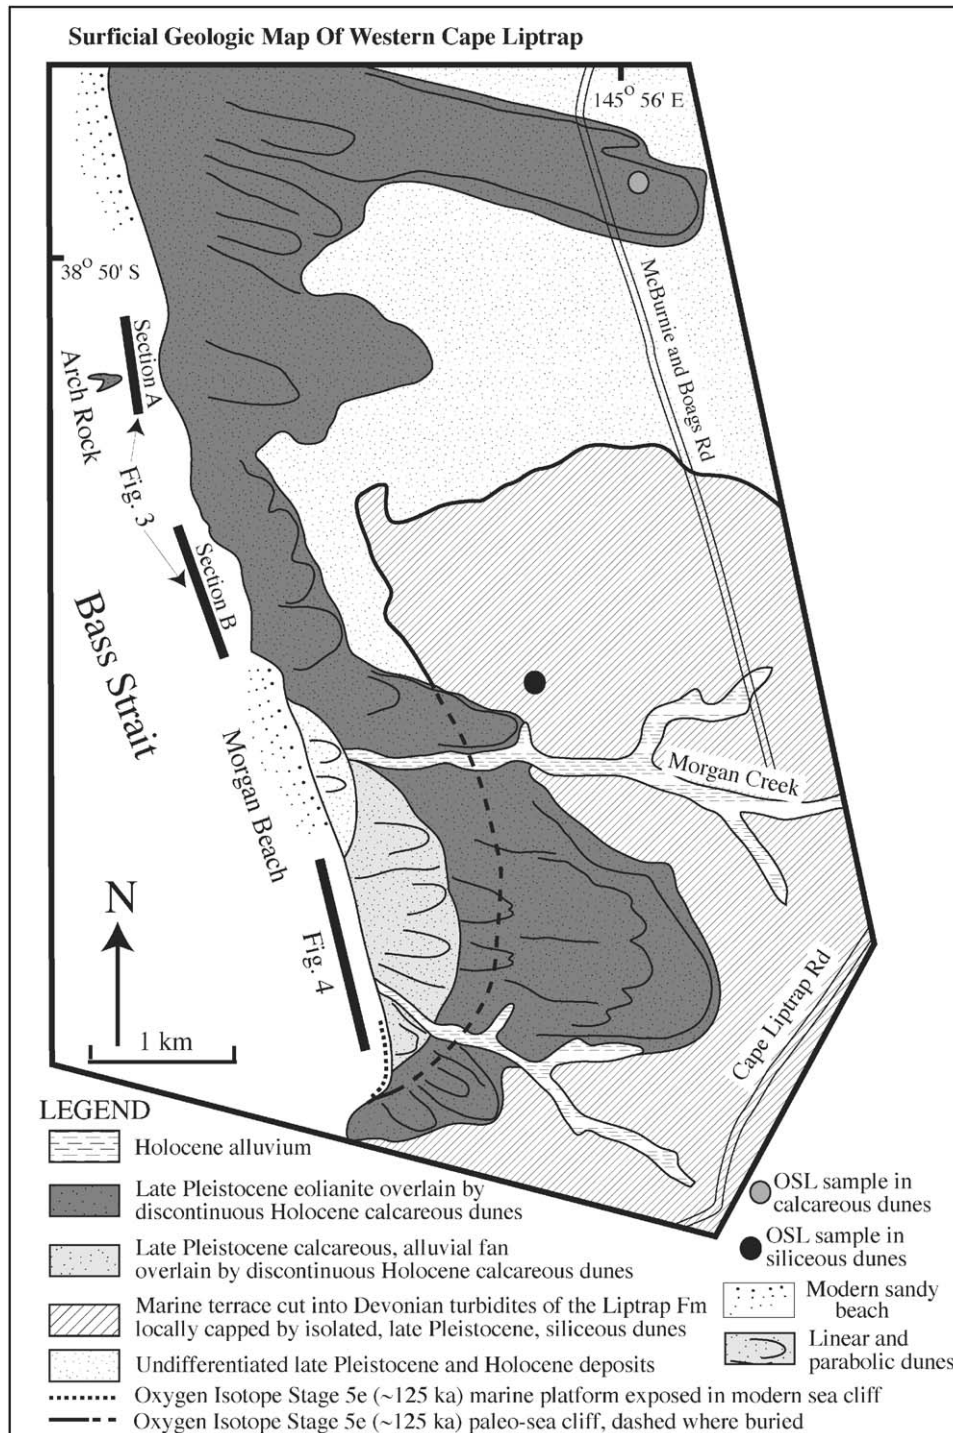 Surficial Geologic Map Of Western Cape Liptrap
145° 56' E
38° 50' S
McBurnie and Boags Rd
Section A
Arch Rock
Fig. 3
Section B
Bass Strait
Morgan Beach
Morgan Creek
N
Fig. 4
Cape Liptrap Rd
1 km
LEGEND
Holocene alluvium
Late Pleistocene eolianite overlain by
discontinuous Holocene calcareous dunes
Late Pleistocene calcareous, alluvial fan
overlain by discontinuous Holocene calcareous dunes
Marine terrace cut into Devonian turbidites of the Liptrap Fm
locally capped by isolated, late Pleistocene, siliceous dunes
Undifferentiated late Pleistocene and Holocene deposits
Oxygen Isotope Stage 5e (~125 ka) marine platform exposed in modern sea cliff
Oxygen Isotope Stage 5e (~125 ka) paleo-sea cliff, dashed where buried
OSL sample in
calcareous dunes
OSL sample in
siliceous dunes
Modern sandy
beach
Linear and
parabolic dunes